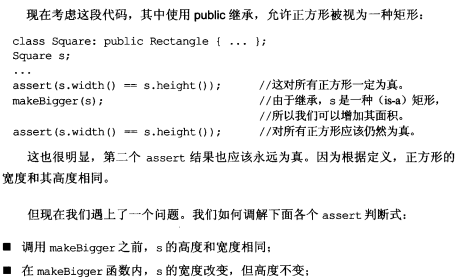 现在考虑这段代码，其中使用 public 继承，允许正方形被视为一种矩形：
class Square: public Rectangle { ... };
Square s;
...
assert(s.width() == s.height()); //这对所有正方形一定为真。
makeBigger(s); //由于继承，s 是一种（is-a）矩形，
//所以我们可以增加其面积。
assert(s.width() == s.height()); //对所有正方形应该仍然为真。
这也很明显，第二个 assert 结果也应该永远为真。因为根据定义，正方形的
宽度和其高度相同。
但现在我们遇上了一个问题。我们如何调解下面各个 assert 判断式：
■ 调用 makeBigger 之前，s 的高度和宽度相同；
■ 在 makeBigger 函数内，s 的宽度改变，但高度不变；